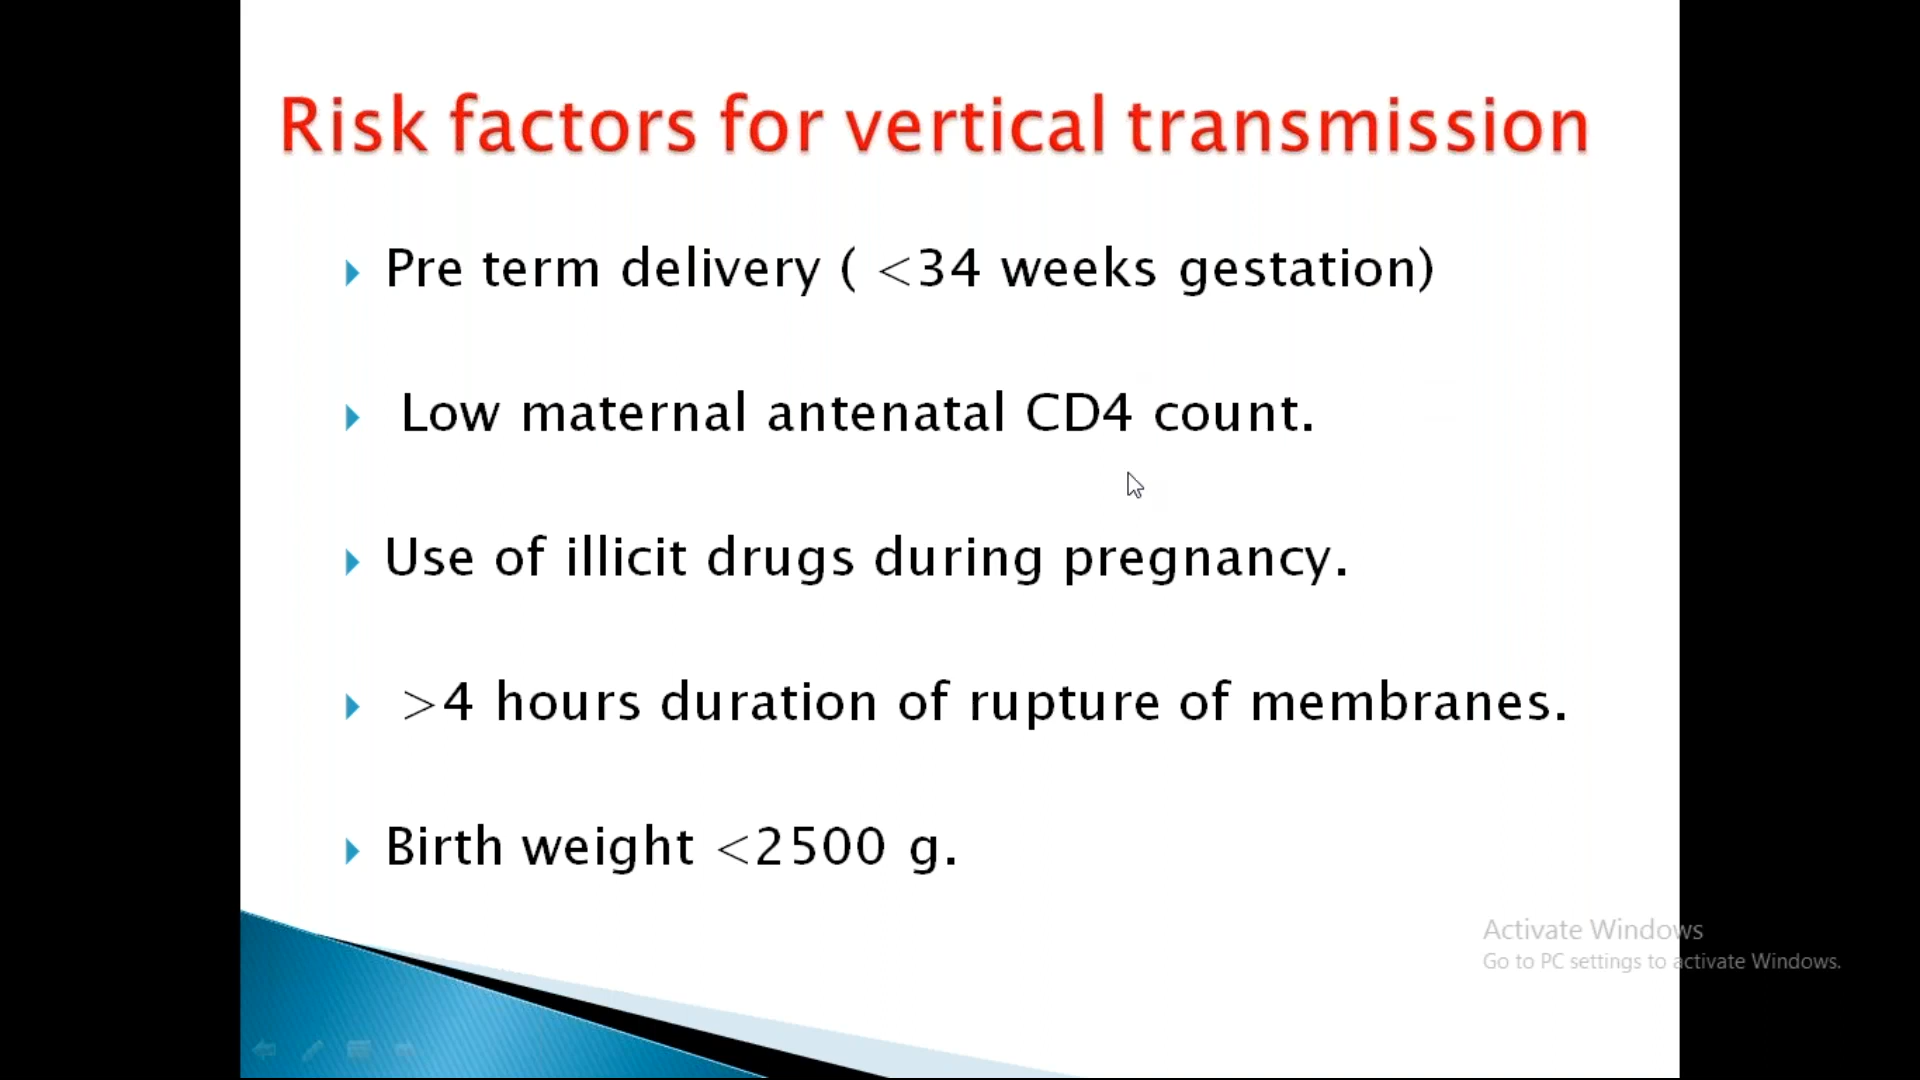 Risk factors for vertical transmission
Pre term delivery ( <34 weeks gestation)
Low maternal antenatal CD4 count.
Use of illicit drugs during pregnancy.
>4 hours duration of rupture of membranes.
Birth weight <2500 g.
Activate Windows
Go to PC settings to activate Windows.